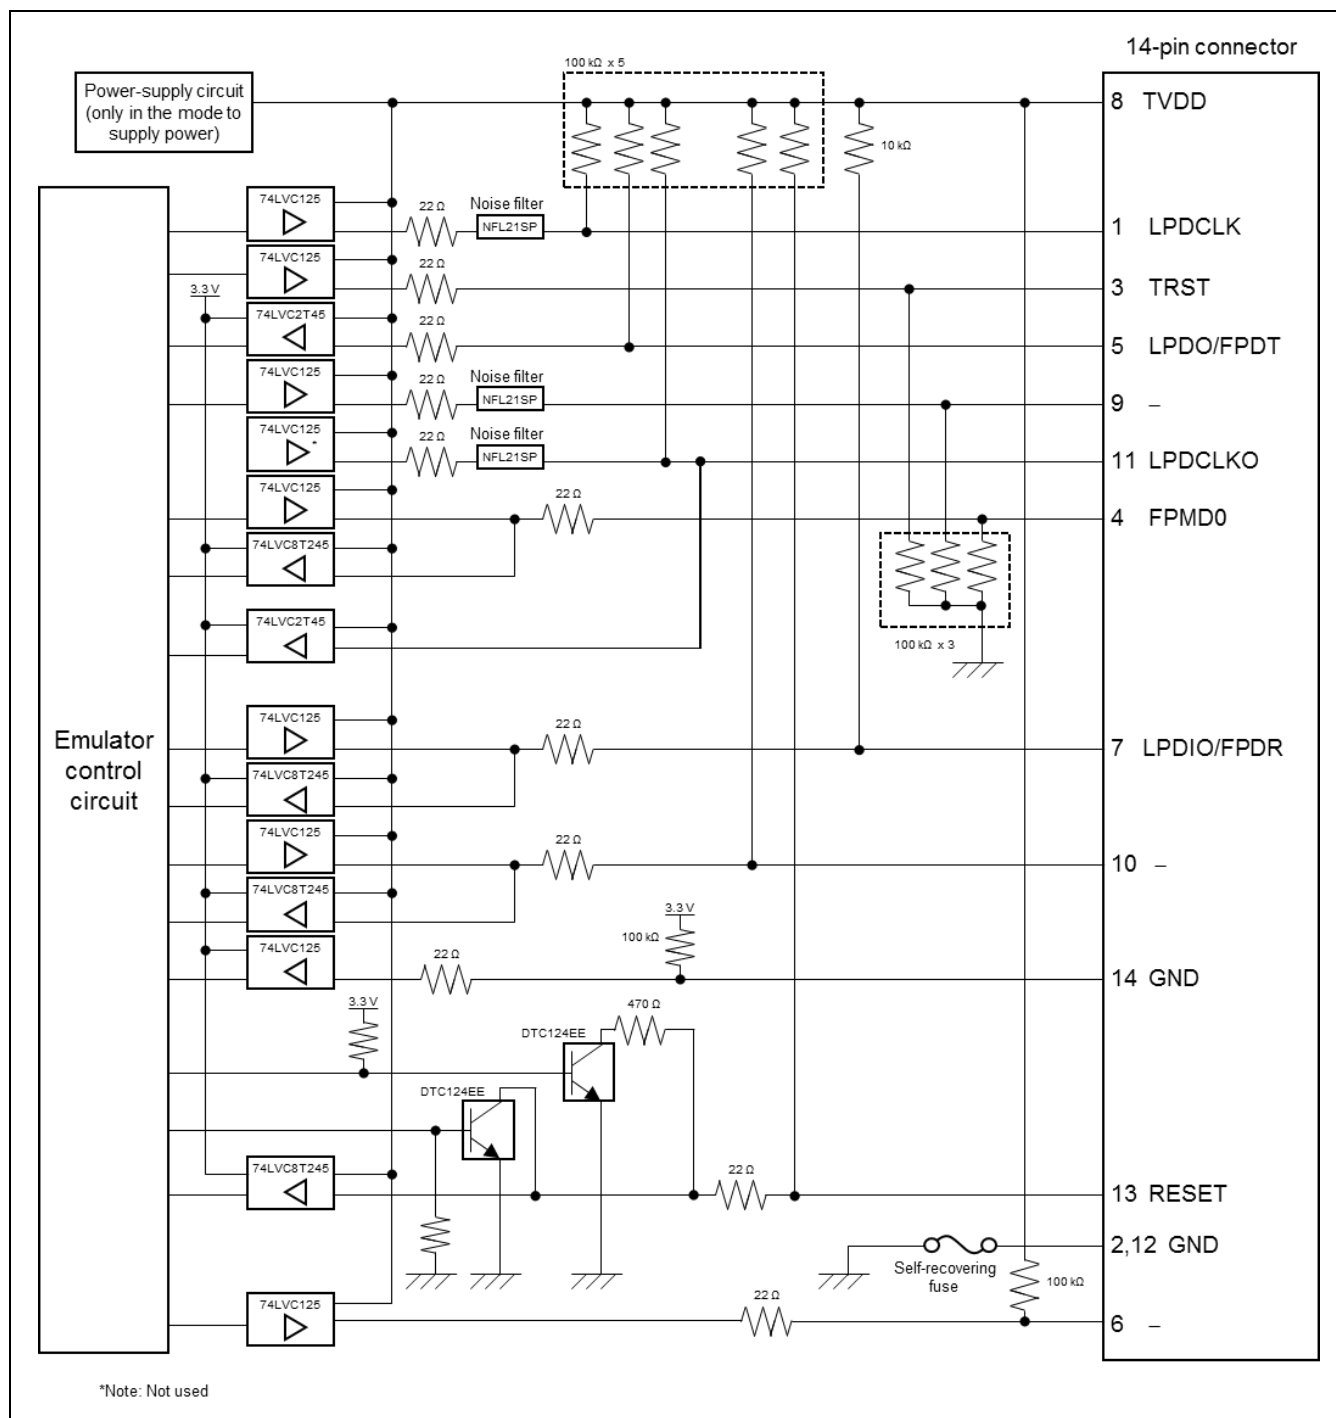 14-pin connector
100 kΩ x 5
Power-supply circuit
(only in the mode to
supply power)
8 TVDD
10 kΩ
74LVC125
22 Ω
Noise filter
NFL21SP
1 LPDCLK
74LVC125
22 Ω
3 TRST
3.3 V
74LVC2T45
22 Ω
5 LPDO/FPDT
74LVC125
22 Ω
Noise filter
NFL21SP
9 –
74LVC125
*
22 Ω
Noise filter
NFL21SP
11 LPDCLKO
74LVC125
22 Ω
4 FPMD0
74LVC8T245
74LVC2T45
100 kΩ x 3
Emulator
control
circuit
74LVC125
22 Ω
7 LPDIO/FPDR
74LVC8T245
74LVC125
22 Ω
10 –
74LVC8T245
3.3 V
100 kΩ
74LVC125
22 Ω
14 GND
3.3 V
470 Ω
DTC124EE
DTC124EE
74LVC8T245
22 Ω
13 RESET
2,12 GND
Self-recovering
fuse
100 kΩ
74LVC125
22 Ω
6 –
*Note: Not used